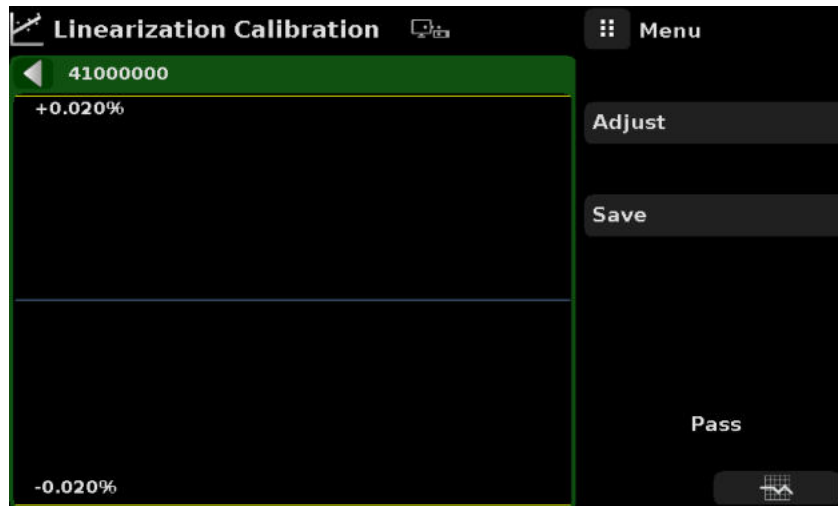 Linearization Calibration
Menu
41000000
+0.020%
Adjust
Save
Pass
-0.020%